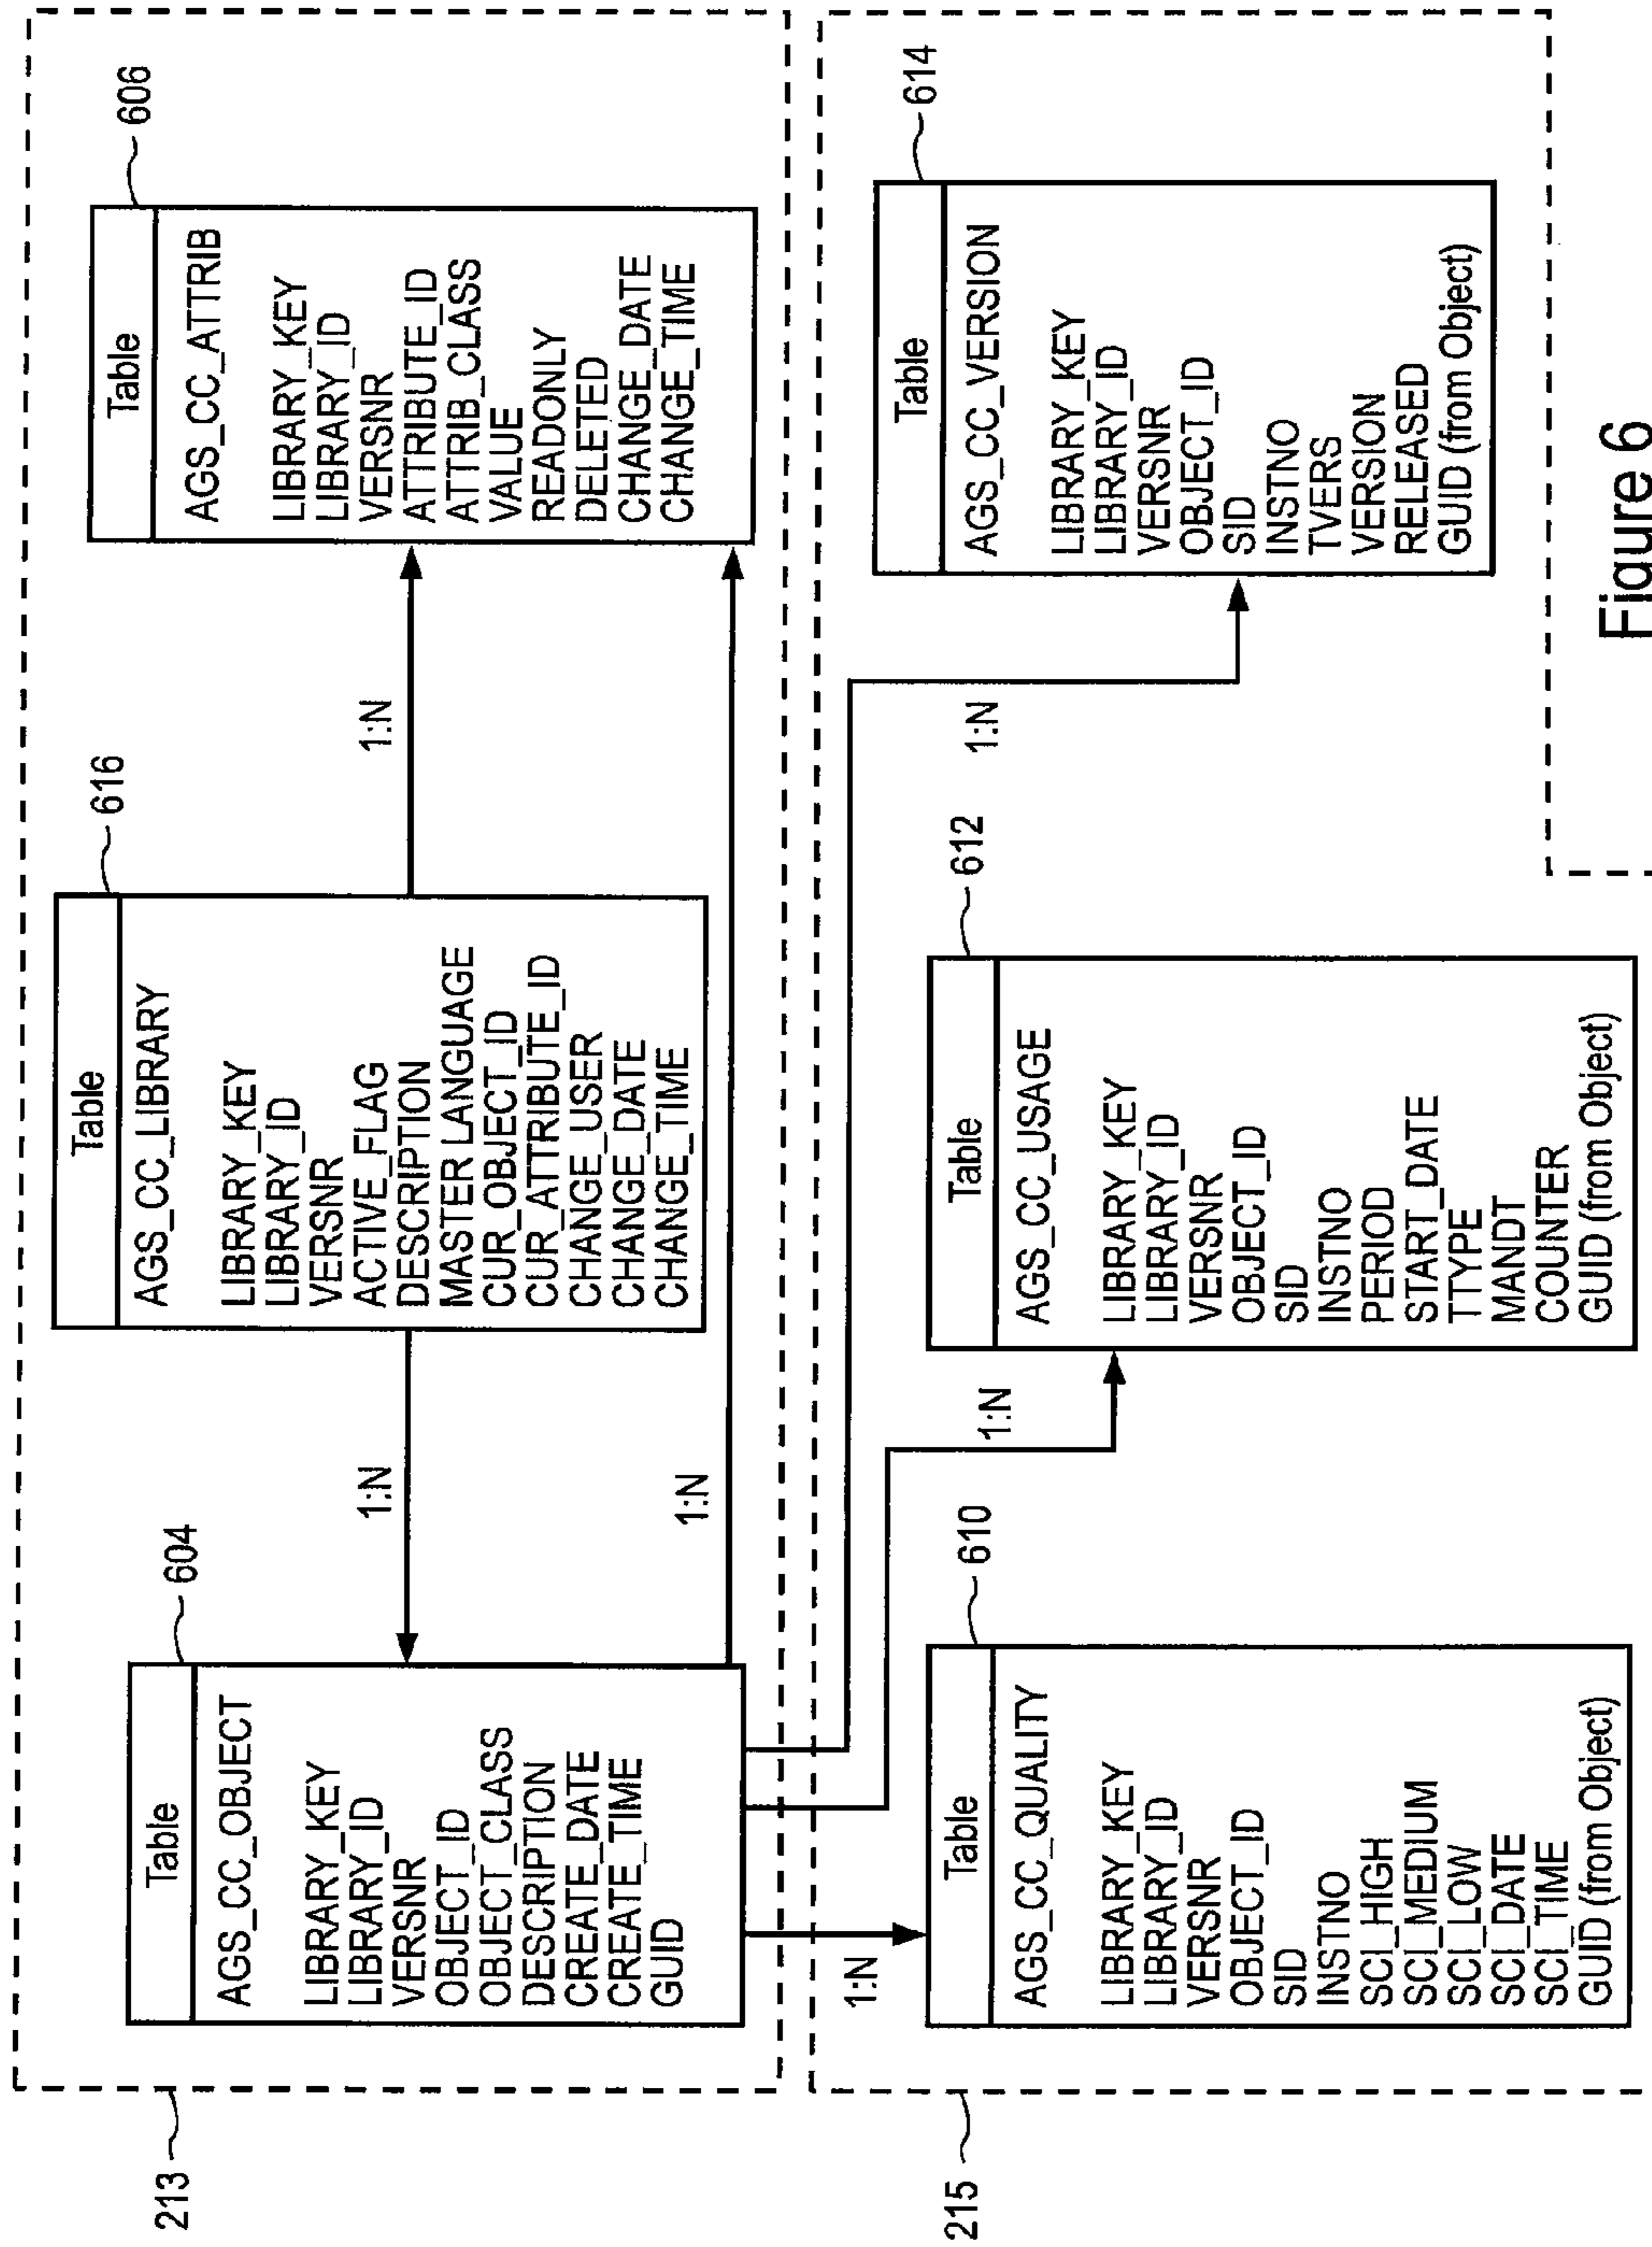 213
Table
604
AGS_CC_OBJECT
LIBRARY_KEY
LIBRARY_ID
VERSNR
OBJECT_ID
OBJECT_CLASS
DESCRIPTION
CREATE_DATE
CREATE_TIME
GUID
1:N
1:N
Table
616
AGS_CC_LIBRARY
LIBRARY_KEY
LIBRT_ID
VERSNR
ACTIVE_FLAG
DESCRIPTION
MASTER LANGUAGE
CUR_OBJECT_ID
CUR_ATTRIBUTE_ID
CHANGE_USER
CHANGE_DATE
CHANGE_TIME
1:N
Table
606
AGS_CC_ATTRIB
LIBRARY_KEY
LIBRARY_ID
VERSNR
ATTRIBUTE_ID
ATTRIB_CLASS
VALUE
READONLY
DELETED
CHANGE_DATE
CHANGE_TIME
215
1:N
Table
610
AGS_CC_QUALITY
LIBRARY_KEY
LIBRARY_ID
VERSNR
OBJECT_ID
SID
INSTNO
SCI_HIGH
SCI_MEDIUM
SCI_LOW
SCI_DATE
SCI_TIME
GUID (from Object)
1:N
Table
612
AGS_CC_USAGE
LIBRARY_KEY
LIBRARY_ID
VERSNR
OBJECT_ID
SID
INSTNO
PERIOD
START_DATE
TTYPE
MANDT
COUNTER
GUID (from Object)
1:N
Table
614
AGS_CC_VERSION
LIBRARY_KEY
LIBRARY_ID
VERSNR
OBJECT_ID
SID
INSTNO
TVERS
VERSION
RELEASED
GUID (from Object)
Figure 6